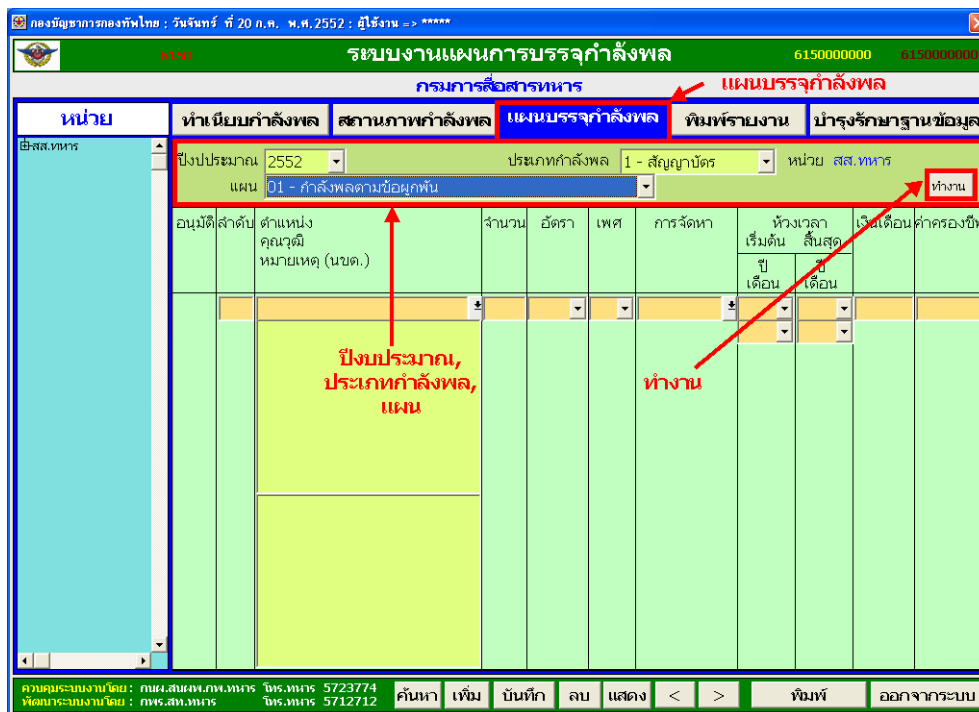 กองบัญชาการกองทัพไทย : วันจันทร์ ที่ 20 ก.ค. พ.ศ.2552 : ผู้ใช้งาน => *****
ระบบงานแผนการบรรจุกำลังพล 6150000000 6150000000
กรมการสื่อสารทหาร แผนบรรจุกำลังพล
หน่วย ทำเนียบกำลังพล สถานภาพกำลังพล แผนบรรจุกำลังพล พิมพ์รายงาน บำรุงรักษาฐานข้อมูล
สส.ทหาร
ปีงปประมาณ 2552 ประเภทกำลังพล 1 - สัญญาบัตร หน่วย สส.ทหาร
แผน 01 - กำลังพลตามข้อผูกพัน ทำงาน
อนุมัติ ลำดับ ตำแหน่ง จำนวน อัตรา เพศ การจัดหา ห้วงเวลา เงินเดือน ค่าครองชีพ
คุณวุฒิ เริ่มต้น สิ้นสุด
หมายเหตุ (นขต.) ปี ปี
เดือน เดือน
ปีงบประมาณ,
ประเภทกำลังพล,
แผน
ทำงาน
ควบคุมระบบงานโดย : กนผ.สนผพ.กพ.ทหาร โทร.ทหาร 5723774
พัฒนาระบบงานโดย : กพร.สท.ทหาร โทร.ทหาร 5712712
ค้นหา เพิ่ม บันทึก ลบ แสดง < > พิมพ์ ออกจากระบบ